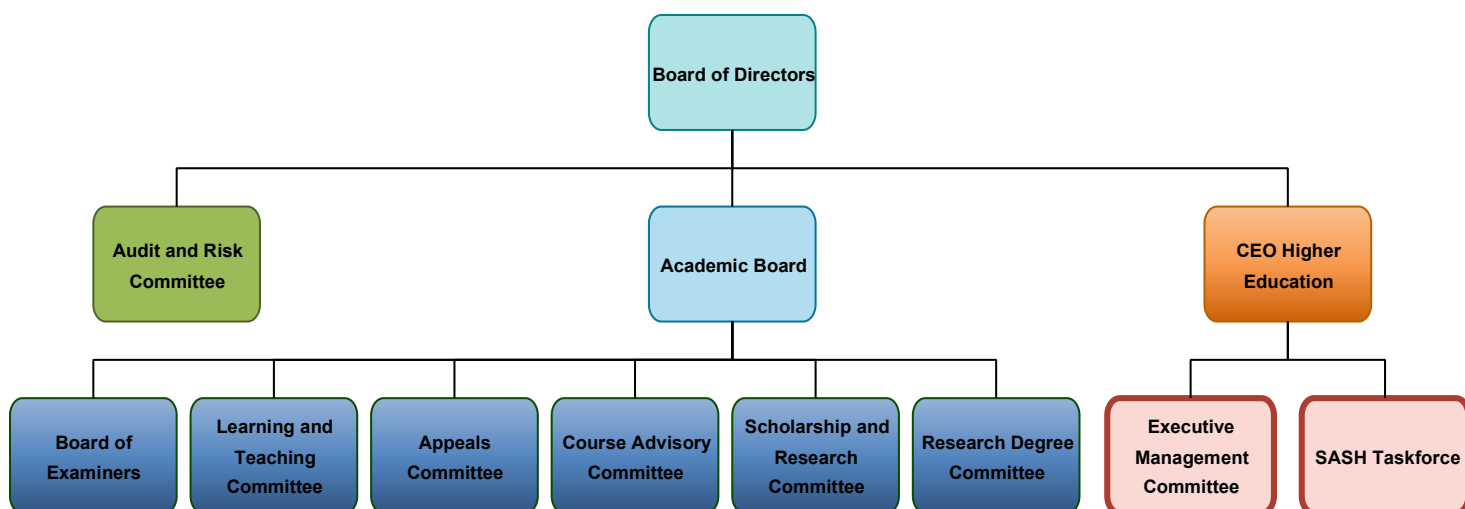 Board of Directors
Audit and Risk
Committee
Academic Board
CEO Higher
Education
Board of
Examiners
Learning and
Teaching
Committee
Appeals
Committee
Course Advisory
Committee
Scholarship and
Research
Committee
Research Degree
Committee
Executive
Management
Committee
SASH Taskforce